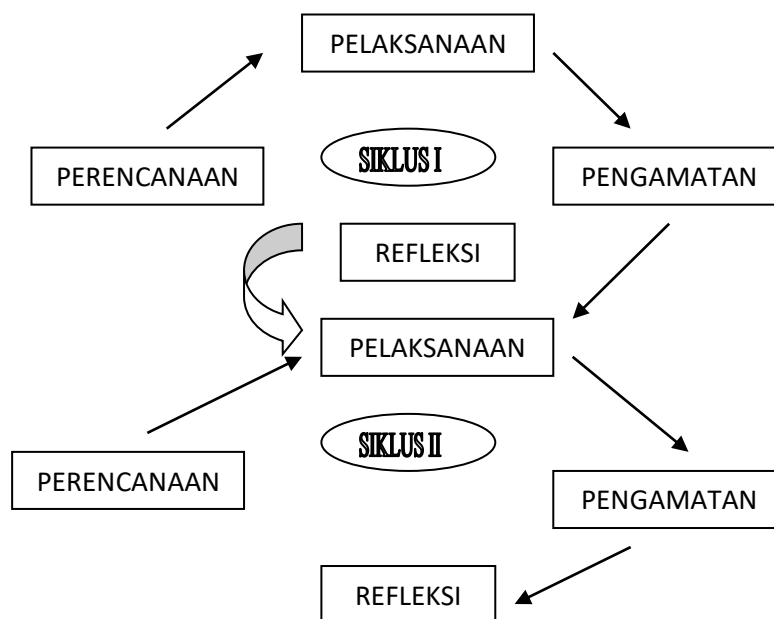 PELAKSANAAN
SIKLUS I
PERENCANAAN
PENGAMATAN
REFLEKSI
PELAKSANAAN
SIKLUS II
PERENCANAAN
PENGAMATAN
REFLEKSI